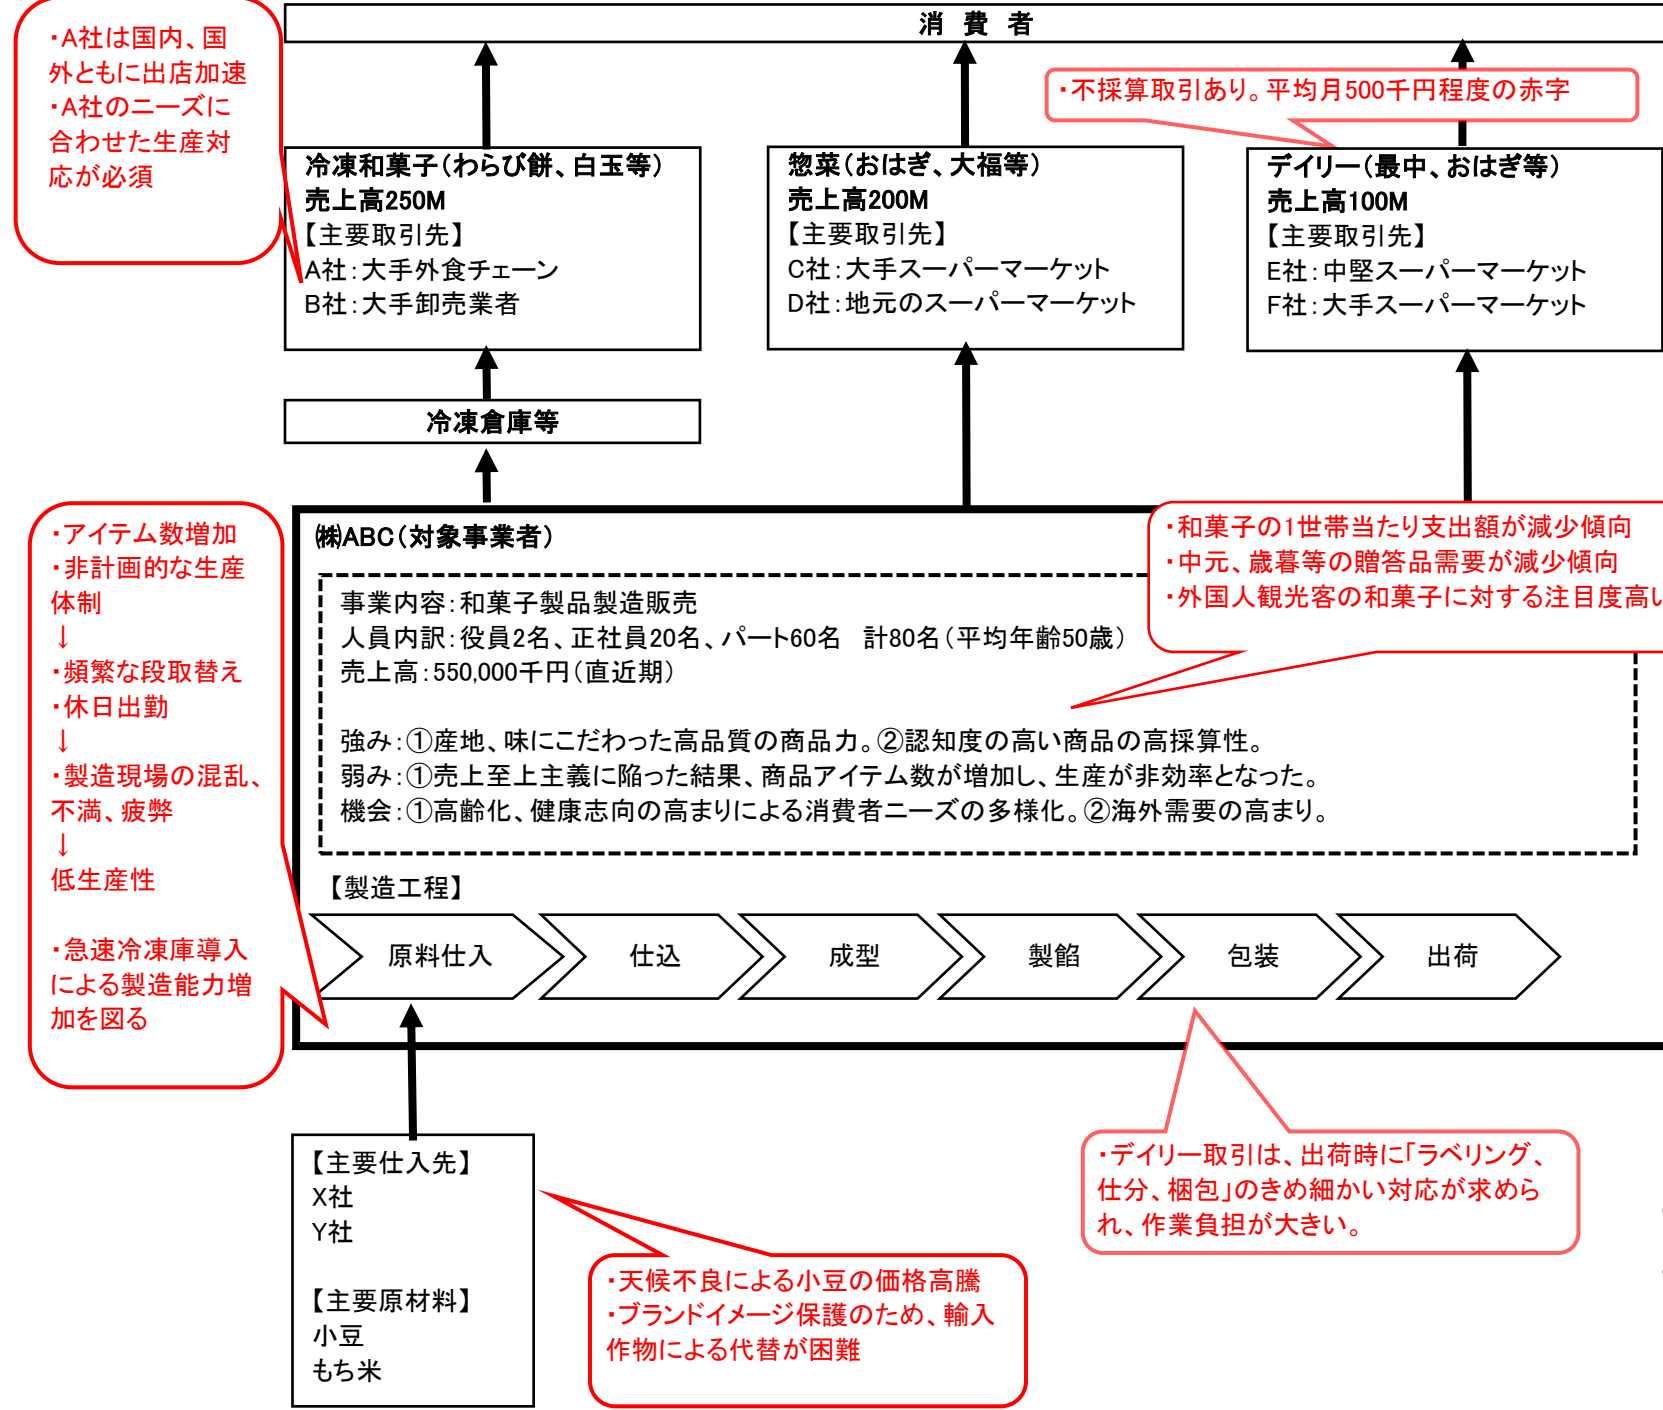 消 費 者
・A社は国内、国
外ともに出店加速
・A社のニーズに
合わせた生産対
応が必須
・不採算取引あり。平均月500千円程度の赤字
冷凍和菓子（わらび餅、白玉等）
売上高250M
【主要取引先】
A社：大手外食チェーン
B社：大手卸売業者
惣菜（おはぎ、大福等）
売上高200M
【主要取引先】
C社：大手スーパーマーケット
D社：地元のスーパーマーケット
デイリー（最中、おはぎ等）
売上高100M
【主要取引先】
E社：中堅スーパーマーケット
F社：大手スーパーマーケット
冷凍倉庫等
・アイテム数増加
・非計画的な生産
体制
↓
・頻繁な段取替え
・休日出勤
↓
・製造現場の混乱、
不満、疲弊
↓
低生産性
・急速冷凍庫導入
による製造能力増
加を図る
㈱ABC（対象事業者）
・和菓子の1世帯当たり支出額が減少傾向
・中元、歳暮等の贈答品需要が減少傾向
・外国人観光客の和菓子に対する注目度高い
事業内容：和菓子製品製造販売
人員内訳：役員2名、正社員20名、パート60名　計80名（平均年齢50歳）
売上高：550,000千円（直近期）
強み：①産地、味にこだわった高品質の商品力。②認知度の高い商品の高採算性。
弱み：①売上至上主義に陥った結果、商品アイテム数が増加し、生産が非効率となった。
機会：①高齢化、健康志向の高まりによる消費者ニーズの多様化。②海外需要の高まり。
【製造工程】
原料仕入
仕込
成型
製餡
包装
出荷
【主要仕入先】
X社
Y社
【主要原材料】
小豆
もち米
・天候不良による小豆の価格高騰
・ブランドイメージ保護のため、輸入
作物による代替が困難
・デイリー取引は、出荷時に「ラベリング、
仕分、梱包」のきめ細かい対応が求めら
れ、作業負担が大きい。